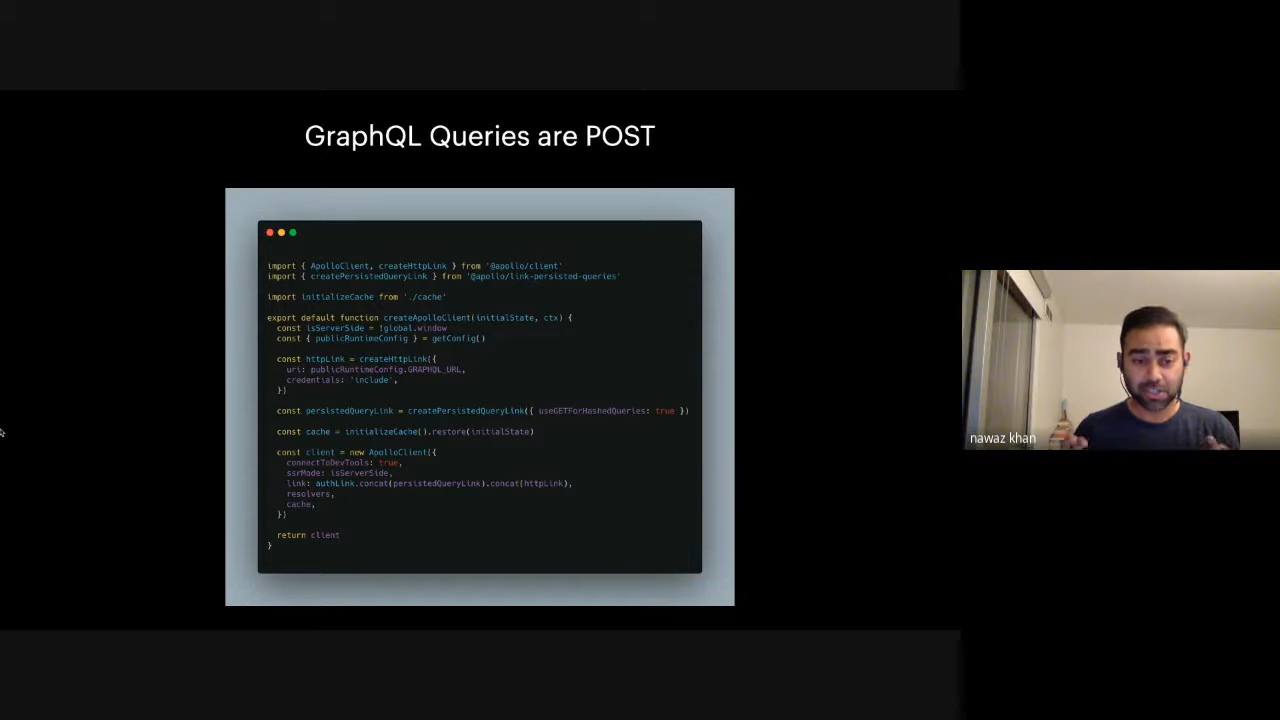 GraphQL Queries are POST
import { ApolloClient, createHttpLink } from '@apollo/client'
import { createPersistedQueryLink } from '@apollo/link-persisted-queries'
import initializeCache from './cache'
export default function createApolloClient(initialState, ctx) {
const isServerSide = !global.window
const { publicRuntimeConfig } = getConfig()
const httpLink = createHttpLink({
uri: publicRuntimeConfig.GRAPHQL_URL,
credentials: 'include',
})
const persistedQueryLink = createPersistedQueryLink({ useGETForHashedQueries: true })
const cache = initializeCache().restore(initialState)
const client = new ApolloClient({
connectToDevTools: true,
ssrMode: isServerSide,
link: authLink.concat(persistedQueryLink).concat(httpLink),
resolvers,
cache,
})
return client
}
nawaz khan